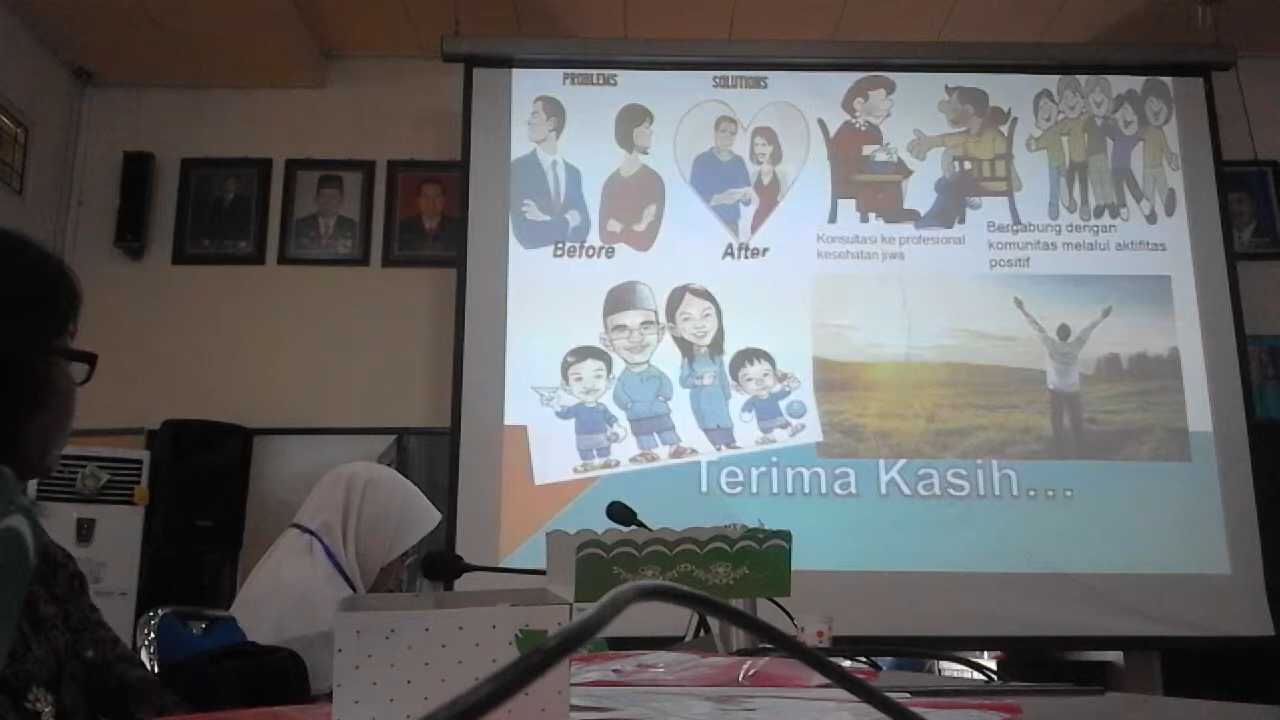 PROBLEMS
SOLUTIONS
Before
After
Konsultasi ke profesional
kesehatan jiwa
Bergabung dengan
komunitas melalui aktifitas
positif
Terima Kasih...